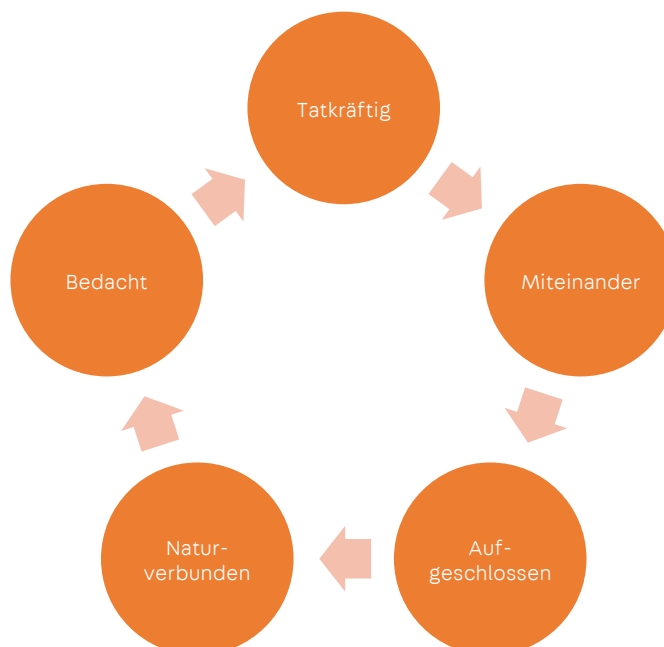 Tatkräftig
Miteinander
Auf-
geschlossen
Natur-
verbunden
Bedacht